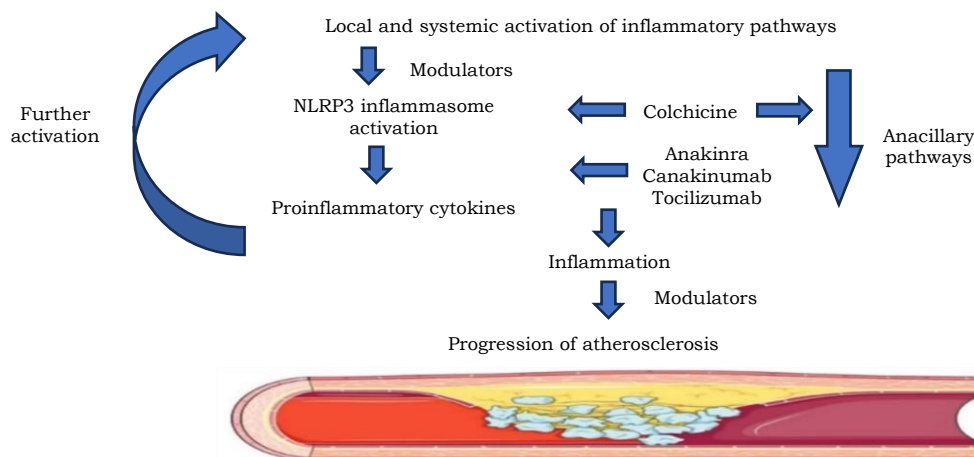 Local and systemic activation of inflammatory pathways
Modulators
Further
activation
NLRP3 inflammasome
activation
Colchicine
Anacillary
pathways
Anakinra
Canakinumab
Tocilizumab
Proinflammatory cytokines
Inflammation
Modulators
Progression of atherosclerosis